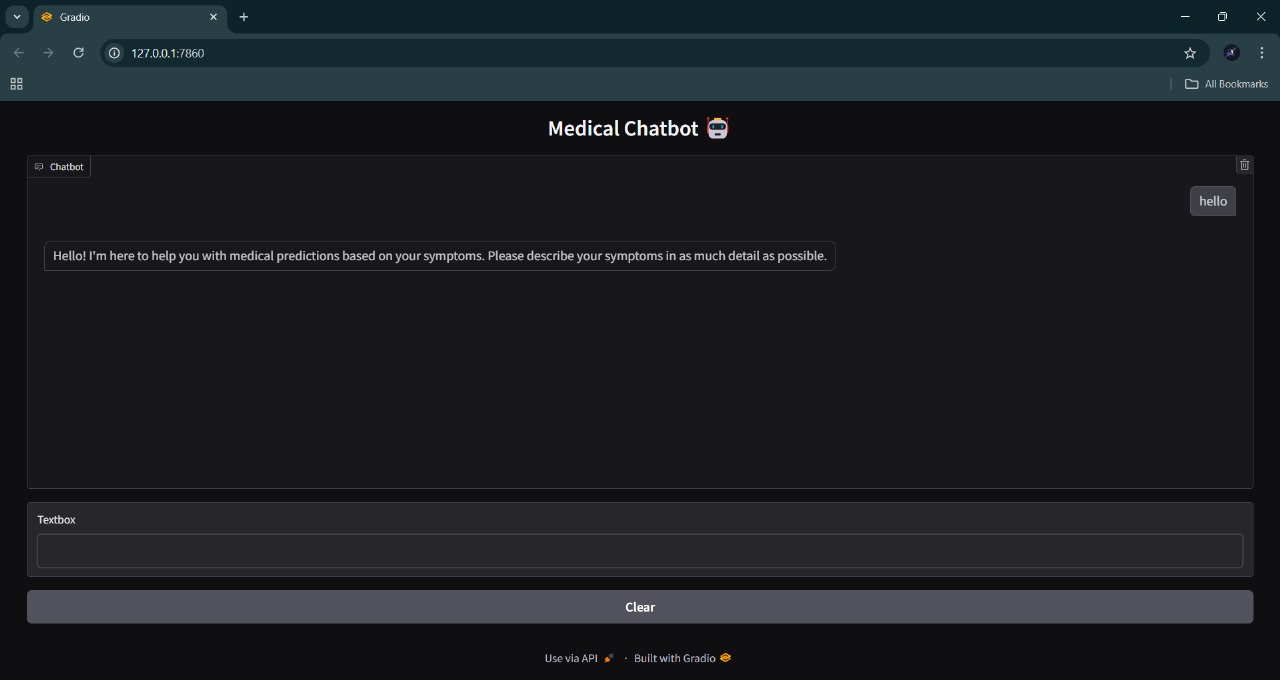 Gradio
127.0.0.1:7860
All Bookmarks
Medical Chatbot
Chatbot
hello
Hello! I'm here to help you with medical predictions based on your symptoms. Please describe your symptoms in as much detail as possible.
Textbox
Clear
Use via API · Built with Gradio